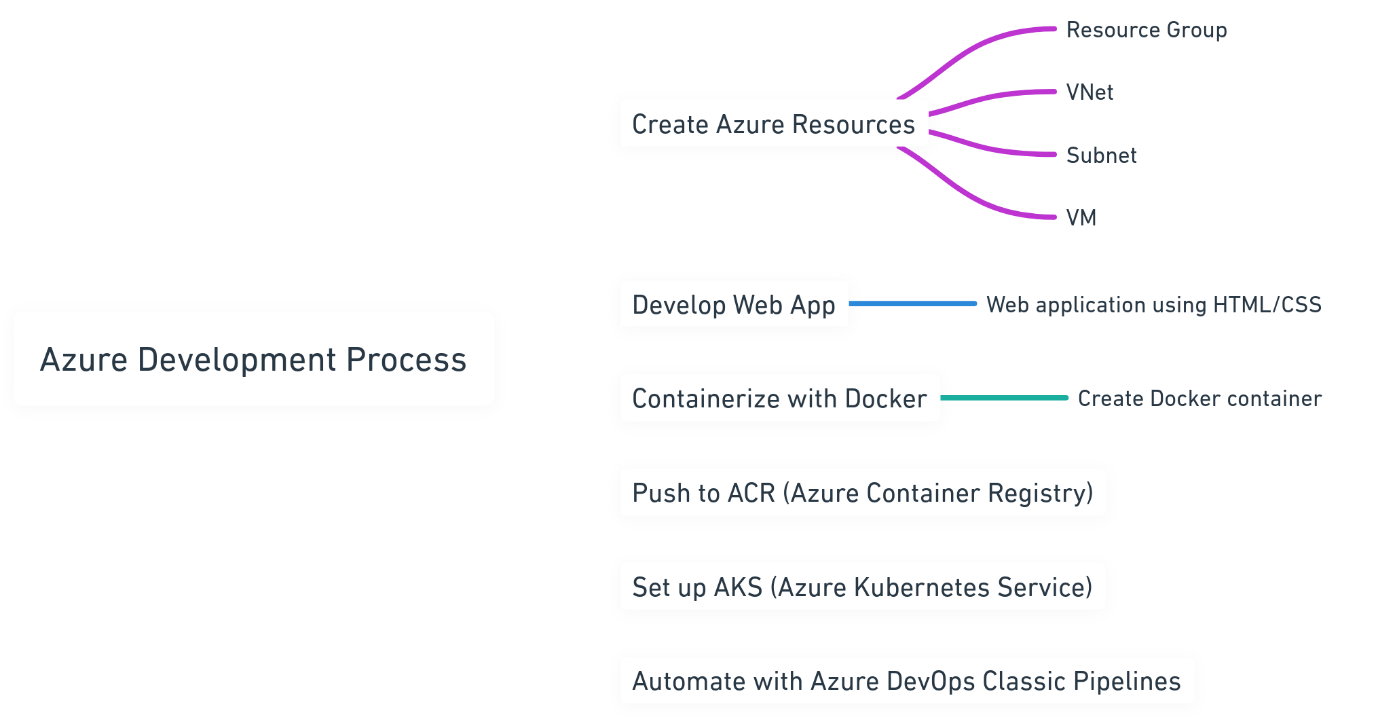 Azure Development Process
Create Azure Resources
Resource Group
VNet
Subnet
VM
Develop Web App
Web application using HTML/CSS
Containerize with Docker
Create Docker container
Push to ACR (Azure Container Registry)
Set up AKS (Azure Kubernetes Service)
Automate with Azure DevOps Classic Pipelines